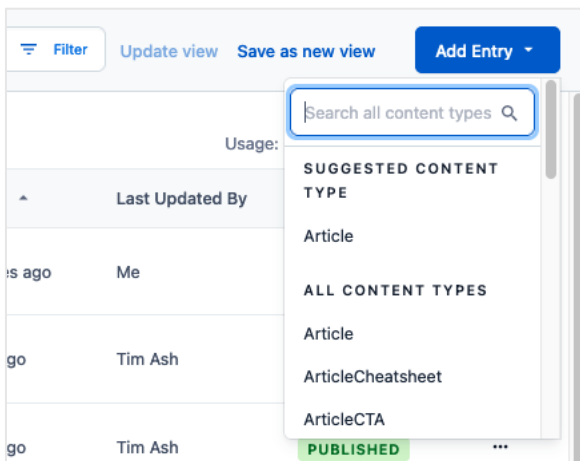 Filter Update view Save as new view Add Entry
Search all content types
Usage:
SUGGESTED CONTENT
TYPE
Last Updated By
Article
ago Me
ALL CONTENT TYPES
Article
go Tim Ash
ArticleCheatsheet
ArticleCTA
go Tim Ash PUBLISHED ...